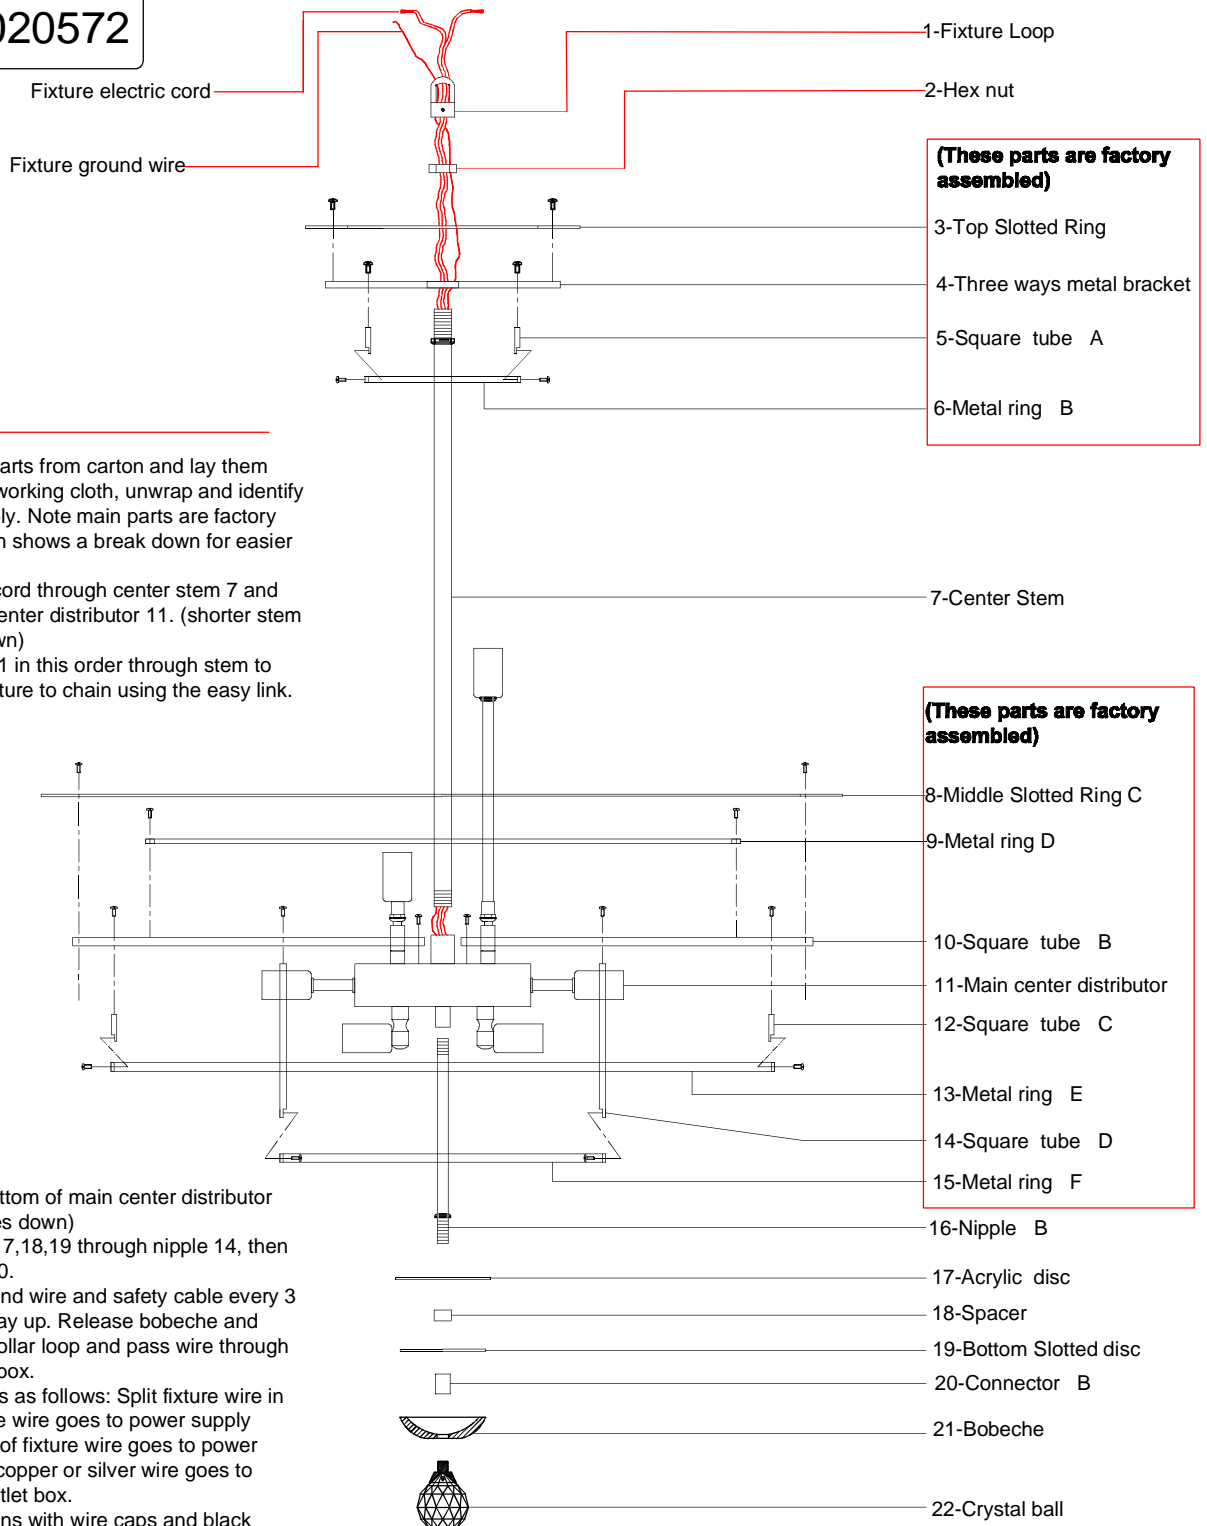 020572
Fixture electric cord
Fixture ground wire
1-Fixture Loop
2-Hex nut
(These parts are factory
assembled)
3-Top Slotted Ring
4-Three ways metal bracket
5-Square tube A
6-Metal ring B
arts from carton and lay them
working cloth, unwrap and identify
ly. Note main parts are factory
n shows a break down for easier
cord through center stem 7 and
enter distributor 11. (shorter stem
wn)
1 in this order through stem to
ture to chain using the easy link.
7-Center Stem
(These parts are factory
assembled)
8-Middle Slotted Ring C
9-Metal ring D
10-Square tube B
11-Main center distributor
12-Square tube C
13-Metal ring E
14-Square tube D
15-Metal ring F
ttom of main center distributor
es down)
7,18,19 through nipple 14, then
0.
nd wire and safety cable every 3
ay up. Release bobeche and
ollar loop and pass wire through
box.
s as follows: Split fixture wire in
e wire goes to power supply
of fixture wire goes to power
copper or silver wire goes to
tlet box.
ns with wire caps and black
16-Nipple B
17-Acrylic disc
18-Spacer
19-Bottom Slotted disc
20-Connector B
21-Bobeche
22-Crystal ball